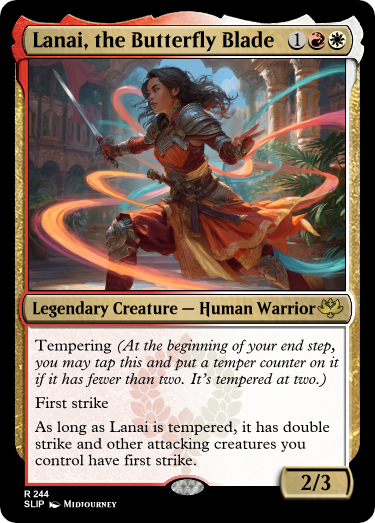 Lanai, the Butterfly Blade 1
Legendary Creature — Human Warrior
Tempering (At the beginning of your end step,
you may tap this and put a temper counter on it
if it has fewer than two. It's tempered at two.)
First strike
As long as Lanai is tempered, it has double
strike and other attacking creatures you
control have first strike.
2/3
R 244
SLIP Midjourney